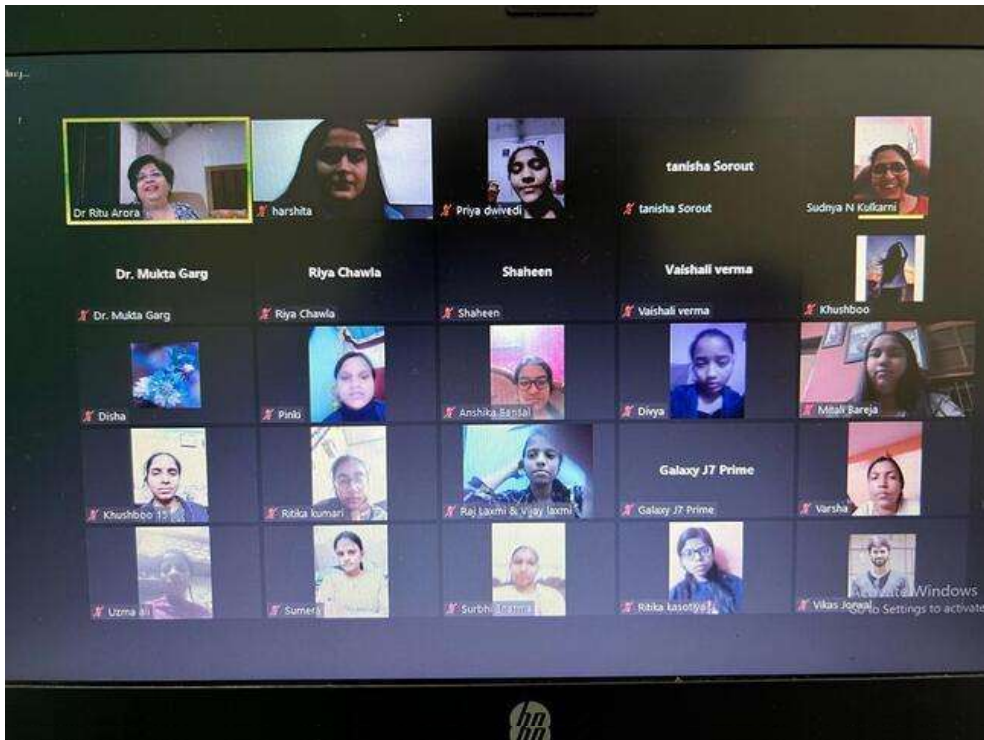 Dr Ritu Arora
harshita
Priya dwivedi
tanisha Sorout
tanisha Sorout
Sudnya N Kulkarni
Dr. Mukta Garg
Riya Chawla
Shaheen
Vaishali verma
Dr. Mukta Garg
Riya Chawla
Shaheen
Vaishali verma
Khushboo
Disha
Pinki
Anshika Bansal
Divya
Mitali Bareja
Galaxy J7 Prime
Khushboo 15
Ritika kumari
Raj Laxmi & Vijay laxmi
Galaxy J7 Prime
Varsha
Uzma ali
Sumera
Surbhi
Ritika kasotiya
Vikas
Activate Windows
Go to Settings to activate
hp